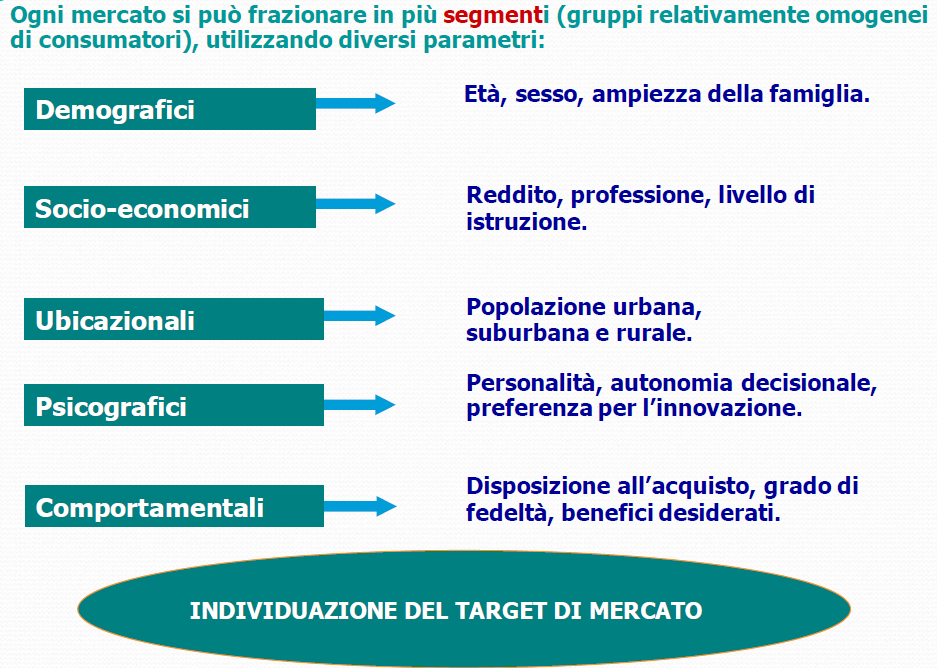 Ogni mercato si può frazionare in più segmenti (gruppi relativamente omogenei
di consumatori), utilizzando diversi parametri:
Demografici
Età, sesso, ampiezza della famiglia.
Socio-economici
Reddito, professione, livello di
istruzione.
Ubicazionali
Popolazione urbana,
suburbana e rurale.
Psicografici
Personalità, autonomia decisionale,
preferenza per l’innovazione.
Comportamentali
Disposizione all’acquisto, grado di
fedeltà, benefici desiderati.
INDIVIDUAZIONE DEL TARGET DI MERCATO